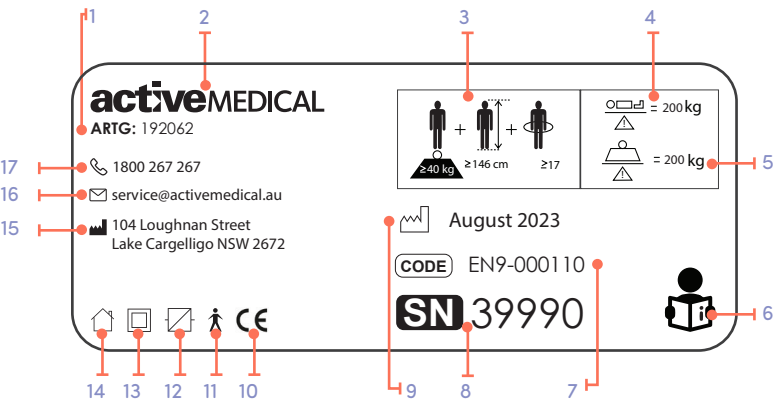 1
2
3
4
activeMEDICAL
ARTG: 192062
+
+
≥40 kg
≥146 cm
≥17
= 200 kg
= 200 kg
5
17
1800 267 267
16
service@activemedical.au
15
104 Loughnan Street
Lake Cargelligo NSW 2672
August 2023
CODE EN9-000110
SN 39990
i
6
CE
14
13
12
11
10
9
8
7